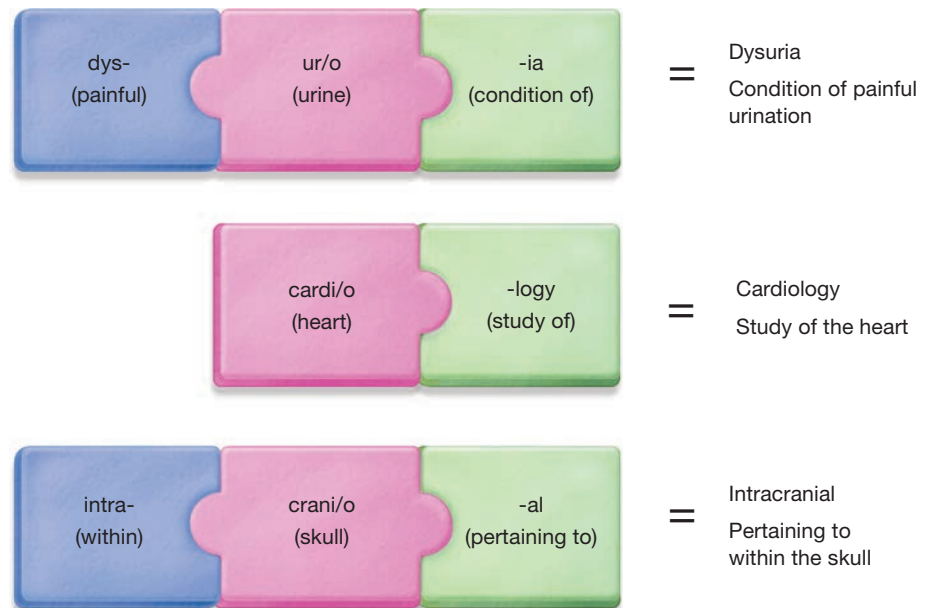 dys-
(painful)
ur/o
(urine)
-ia
(condition of)
=
Dysuria
Condition of painful
urination
cardi/o
(heart)
-logy
(study of)
=
Cardiology
Study of the heart
intra-
(within)
crani/o
(skull)
-al
(pertaining to)
=
Intracranial
Pertaining to
within the skull